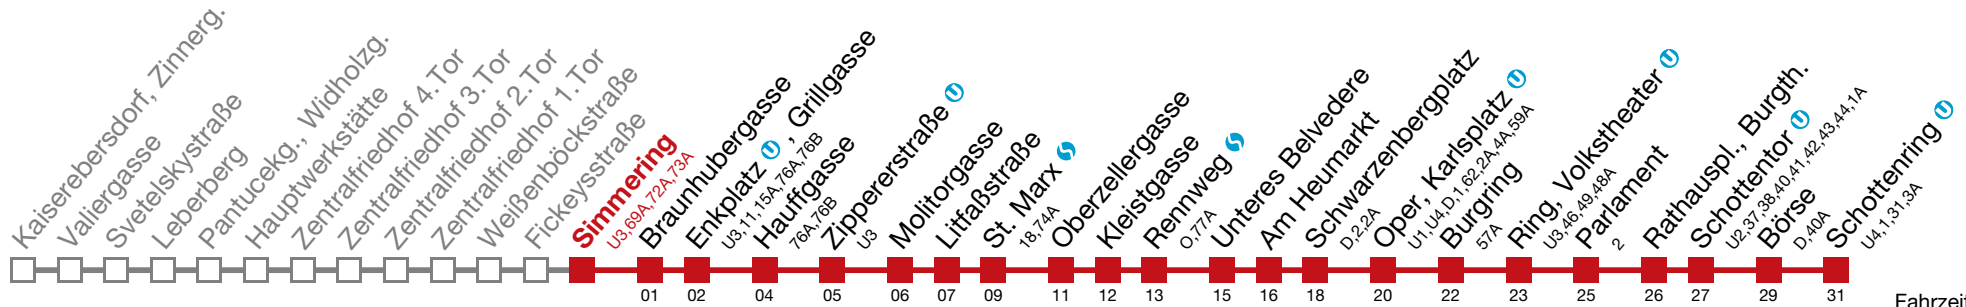 Kaiserebersdorf, Zinnerg.
Valiergasse
Svetelskystraße
Leberberg
Pantucekg., Widholzg.
Hauptwerkstätte
Zentralfriedhof 4. Tor
Zentralfriedhof 3. Tor
Zentralfriedhof 2. Tor
Zentralfriedhof 1. Tor
Weißenböckstraße
Fickeysstraße
Simmering
U3,69A,72A,73A
Braunhubergasse
01
Enkplatz U, Grillgasse
U3,11,15A,76A,76B
02
Hauffgasse
76A,76B
04
Zippererstraße U
U3
05
Molitorgasse
06
Litfaßstraße
07
St. Marx S
18,74A
09
Oberzellergasse
11
Kleistgasse
12
Rennweg S
O,77A
13
Unteres Belvedere
15
Am Heumarkt
16
Schwarzenbergplatz
D,2,2A
18
Oper, Karlsplatz U
U1,U4,D,1,62,2A,4A,59A
20
Burgring
57A
22
Ring, Volkstheater U
U3,46,49,48A
23
Parlament
2
25
Rathauspl., Burgth.
26
Schottentor U
U2,37,38,40,41,42,43,44,1A
27
Börse
D,40A
29
Schottenring U
U4,1,31,3A
31
Fahrzeit